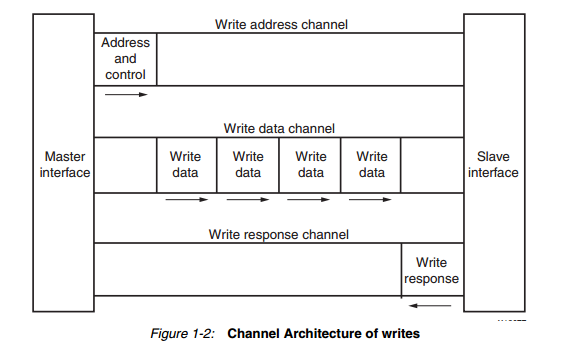 Write address channel
Address
and
control
Write data channel
Master
interface
Write
data
Write
data
Write
data
Write
data
Slave
interface
Write response channel
Write
response
Figure 1-2: Channel Architecture of writes